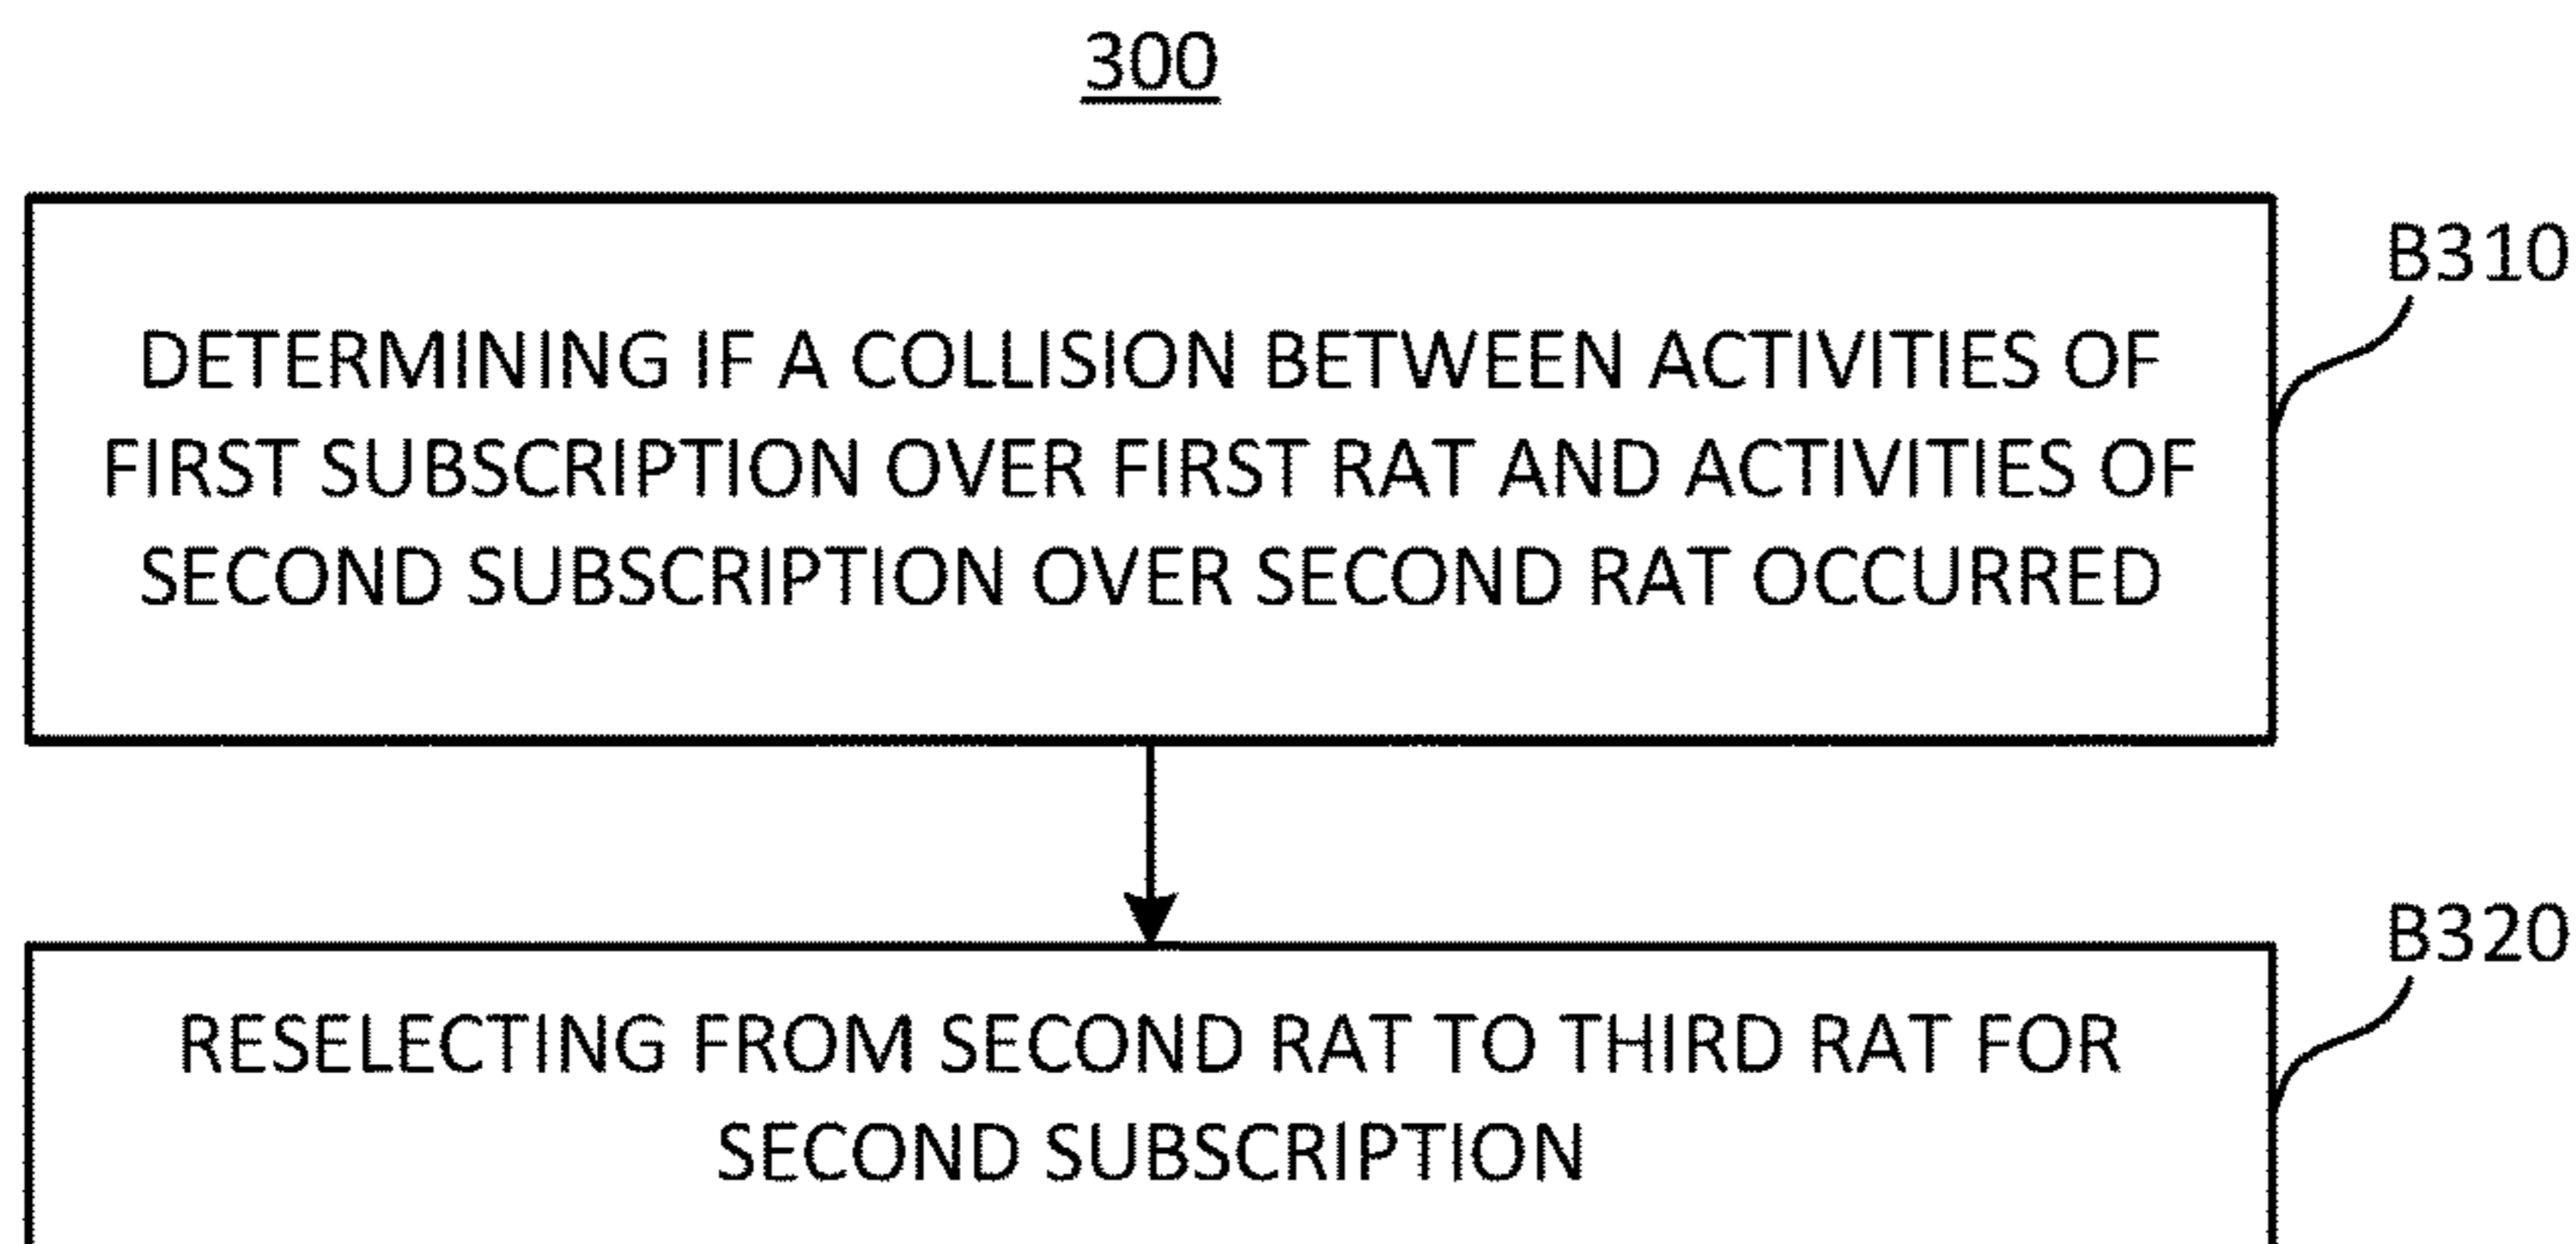 300
B310
DETERMINING IF A COLLISION BETWEEN ACTIVITIES OF
FIRST SUBSCRIPTION OVER FIRST RAT AND ACTIVITIES OF
SECOND SUBSCRIPTION OVER SECOND RAT OCCURRED
B320
RESELECTING FROM SECOND RAT TO THIRD RAT FOR
SECOND SUBSCRIPTION